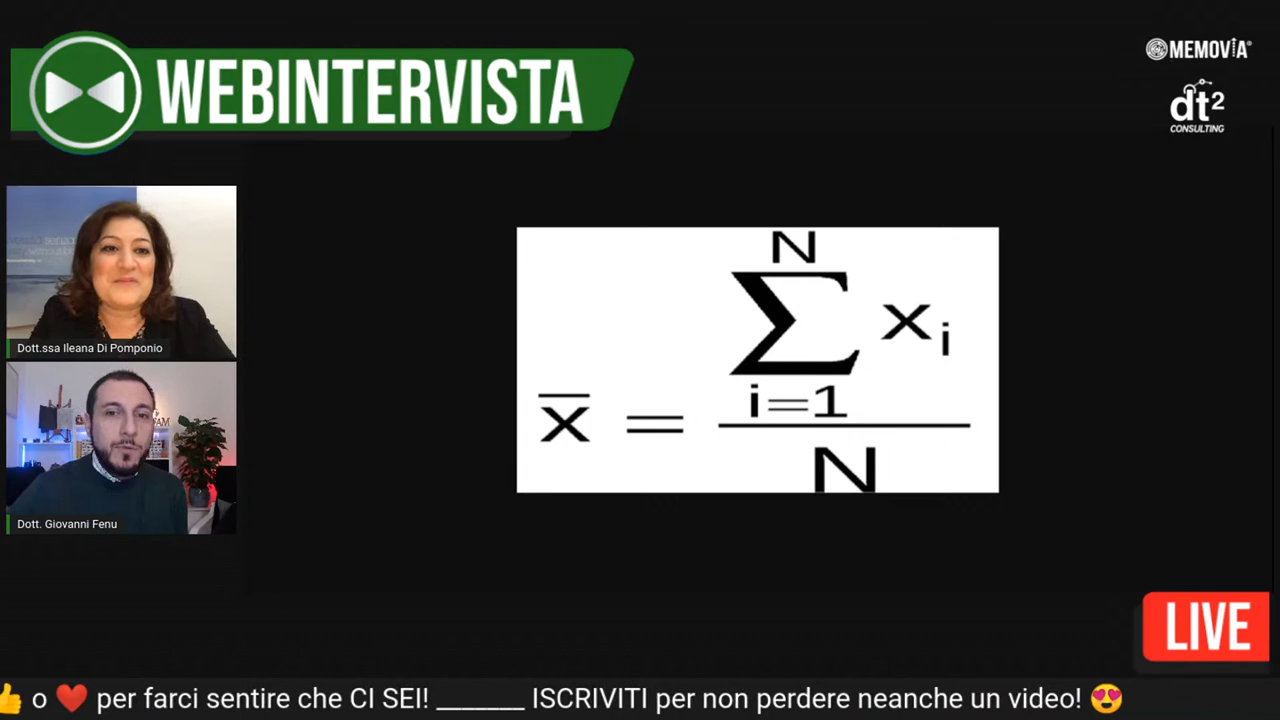 WEBINTERVISTA
MEMOVIA®
dt2
CONSULTING
Dott.ssa Ileana Di Pomponio
Dott. Giovanni Fenu
N
∑ xi
i=1
x̅ =
N
LIVE
👍 o ❤️ per farci sentire che CI SEI! _______ ISCRIVITI per non perdere neanche un video! 😍